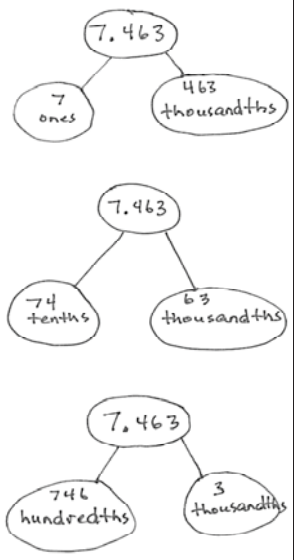 7.463
7
ones
463
thousandths
7.463
74
tenths
63
thousandths
7.463
746
hundredths
3
thousandths